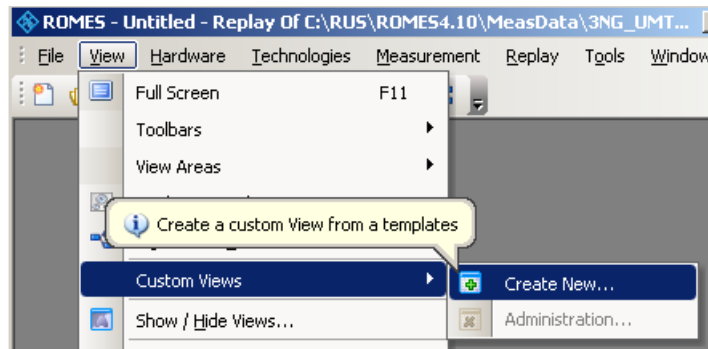 ROMES - Untitled - Replay Of C:\RUS\ROMES4.10\MeasData\3NG_UMT...
File View Hardware Technologies Measurement Replay Tools Window
Full Screen F11
Toolbars
View Areas
Create a custom View from a templates
Custom Views
Create New...
Show / Hide Views...
Administration...